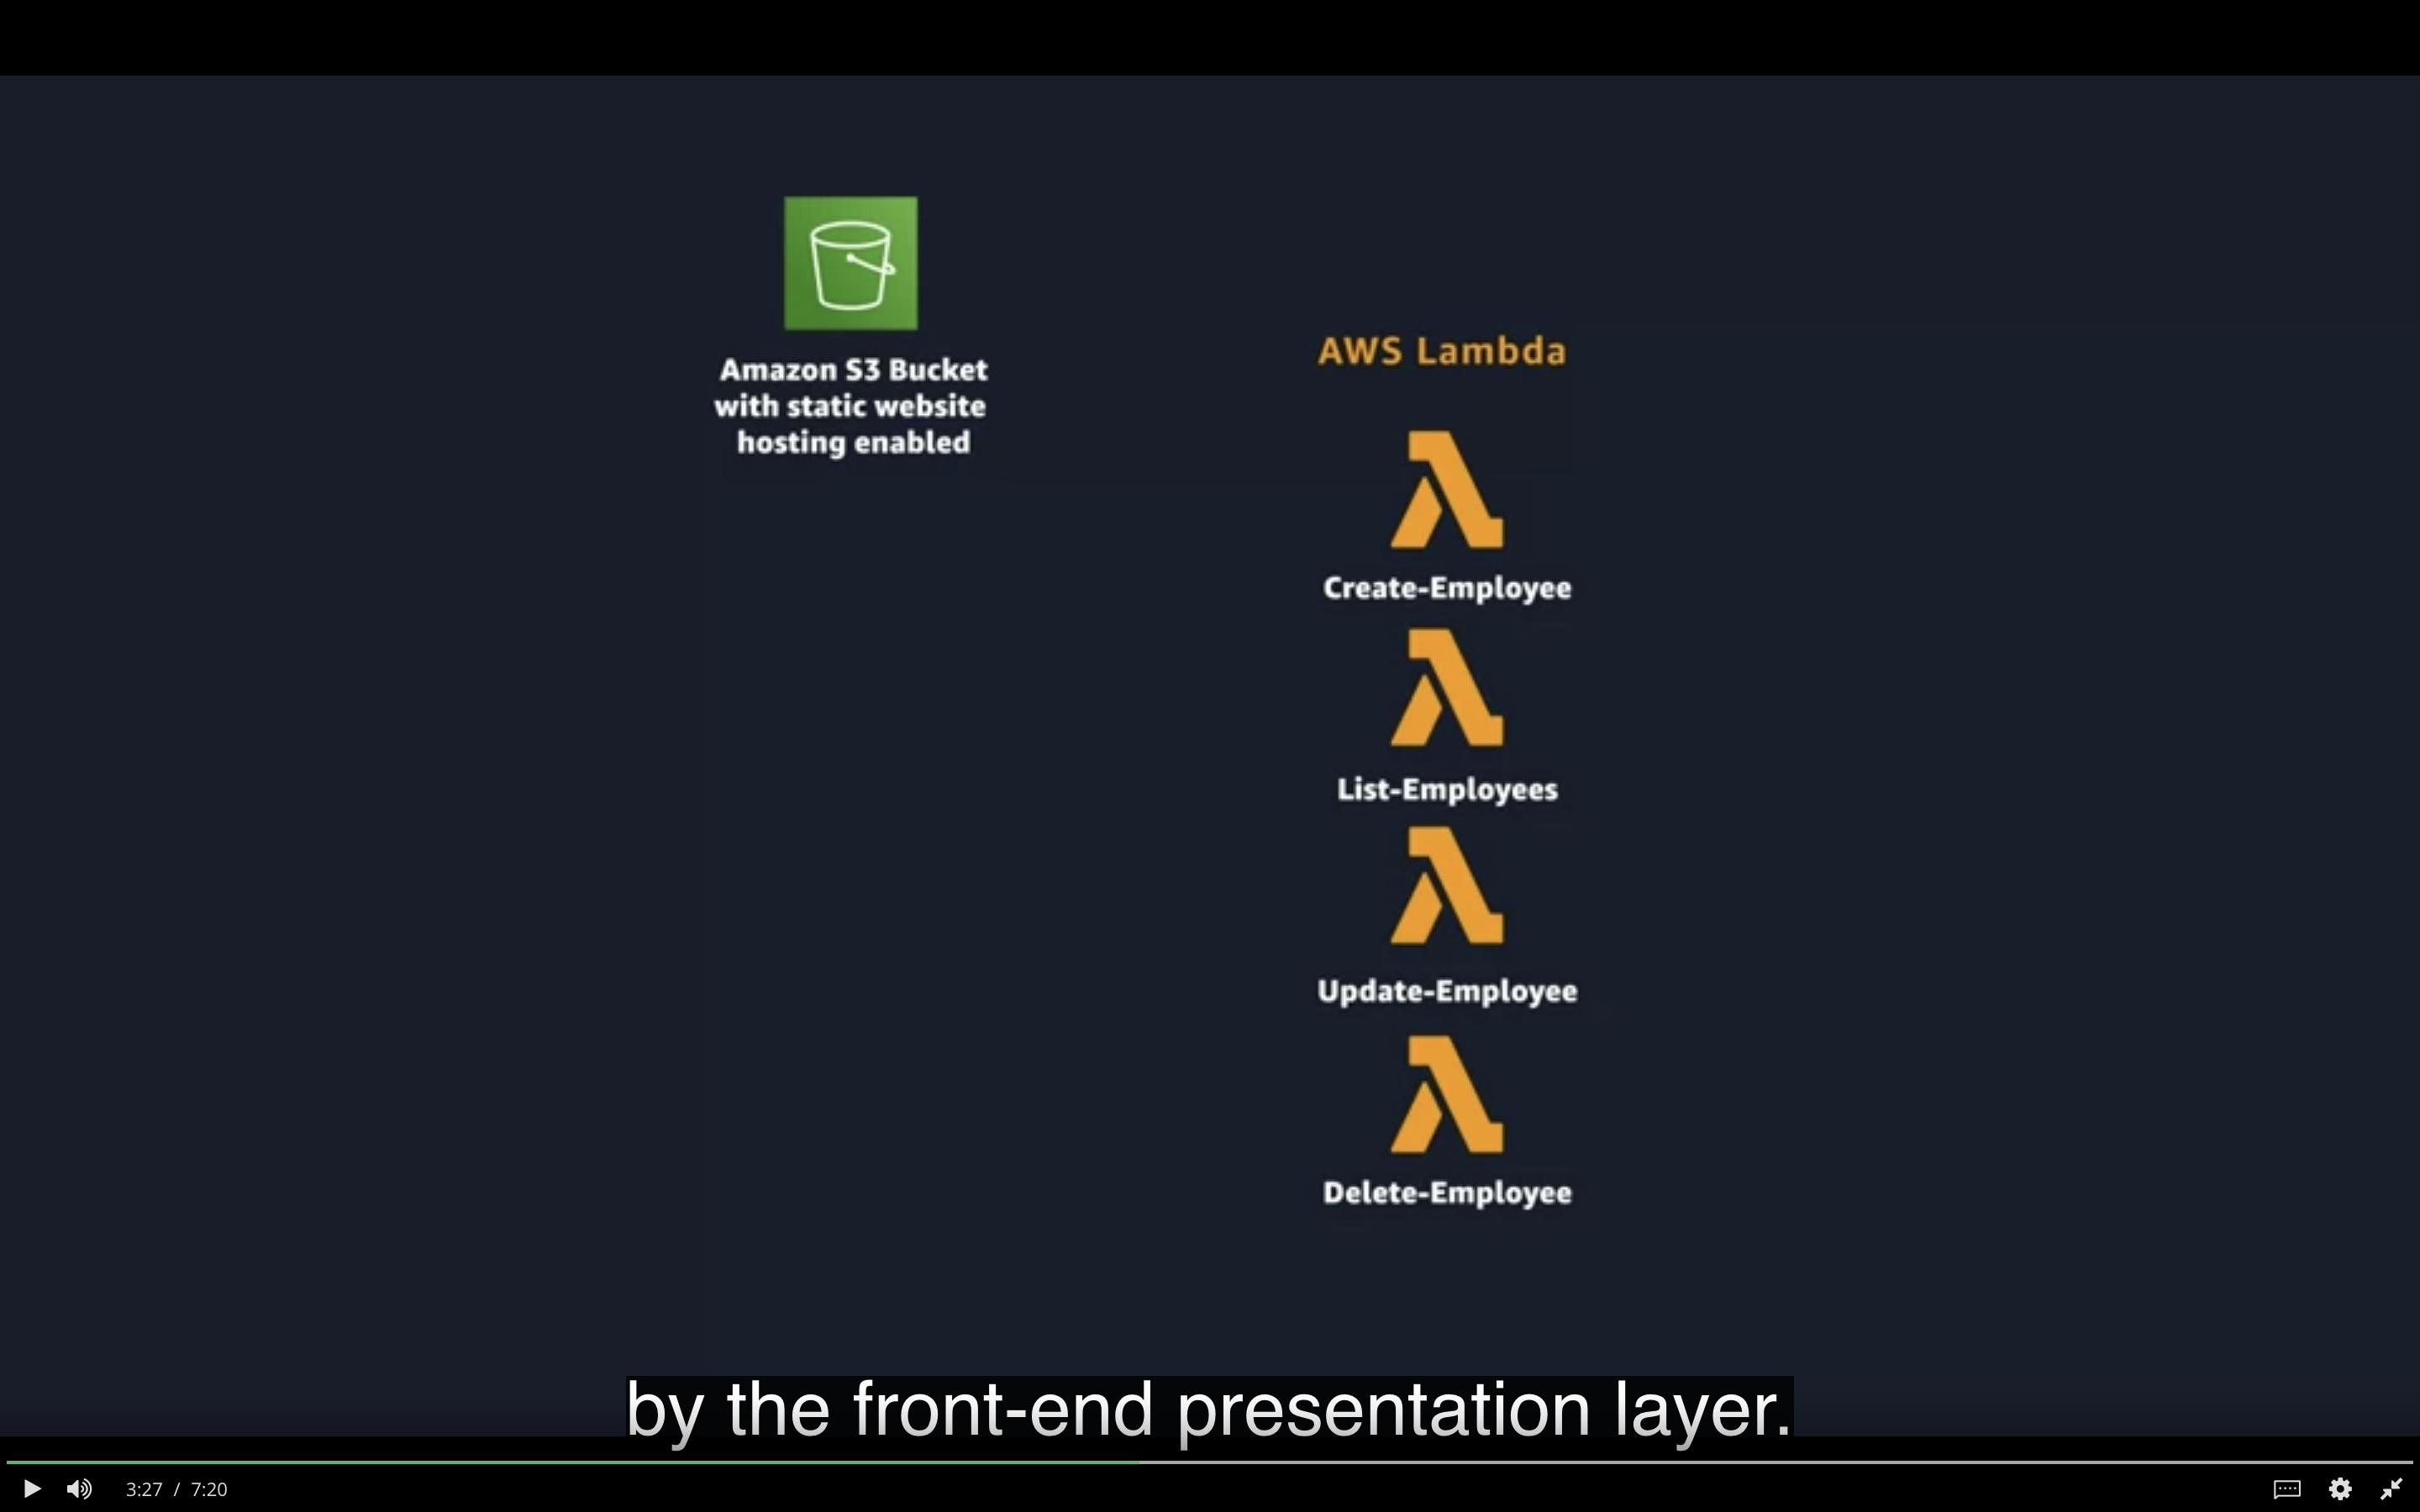 Amazon S3 Bucket
with static website
hosting enabled
AWS Lambda
Create-Employee
List-Employees
Update-Employee
Delete-Employee
by the front-end presentation layer.
3:27 / 7:20